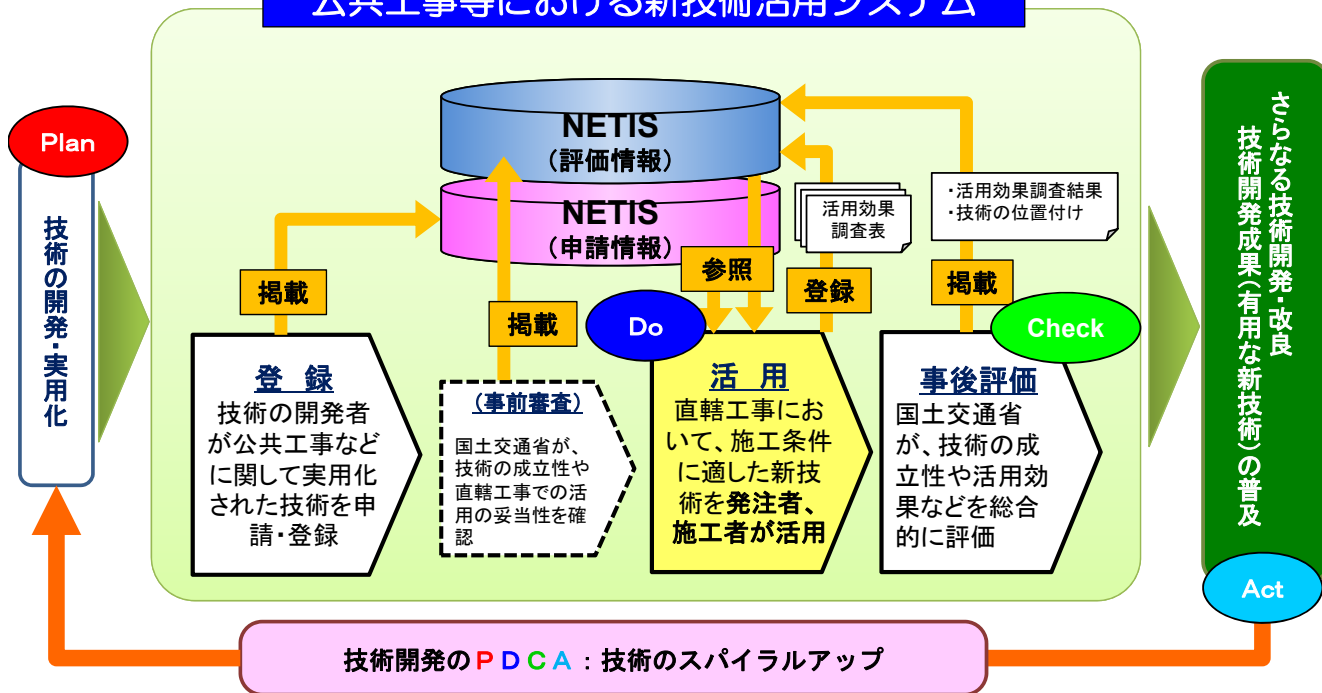 公共工事等における新技術活用システム
Plan
技術の開発・実用化
NETIS
（評価情報）
NETIS
（申請情報）
掲載
掲載
参照
活用効果
調査表
登録
・活用効果調査結果
・技術の位置付け
掲載
Do
Check
登 録
技術の開発者
が公共工事など
に関して実用化
された技術を申
請・登録
（事前審査）
国土交通省が、
技術の成立性や
直轄工事での活
用の妥当性を確
認
活 用
直轄工事にお
いて、施工条件
に適した新技
術を発注者、
施工者が活用
事後評価
国土交通省
が、技術の成
立性や活用効
果などを総合
的に評価
さらなる技術開発・改良
技術開発成果（有用な新技術）の普及
Act
技術開発のPDCA：技術のスパイラルアップ